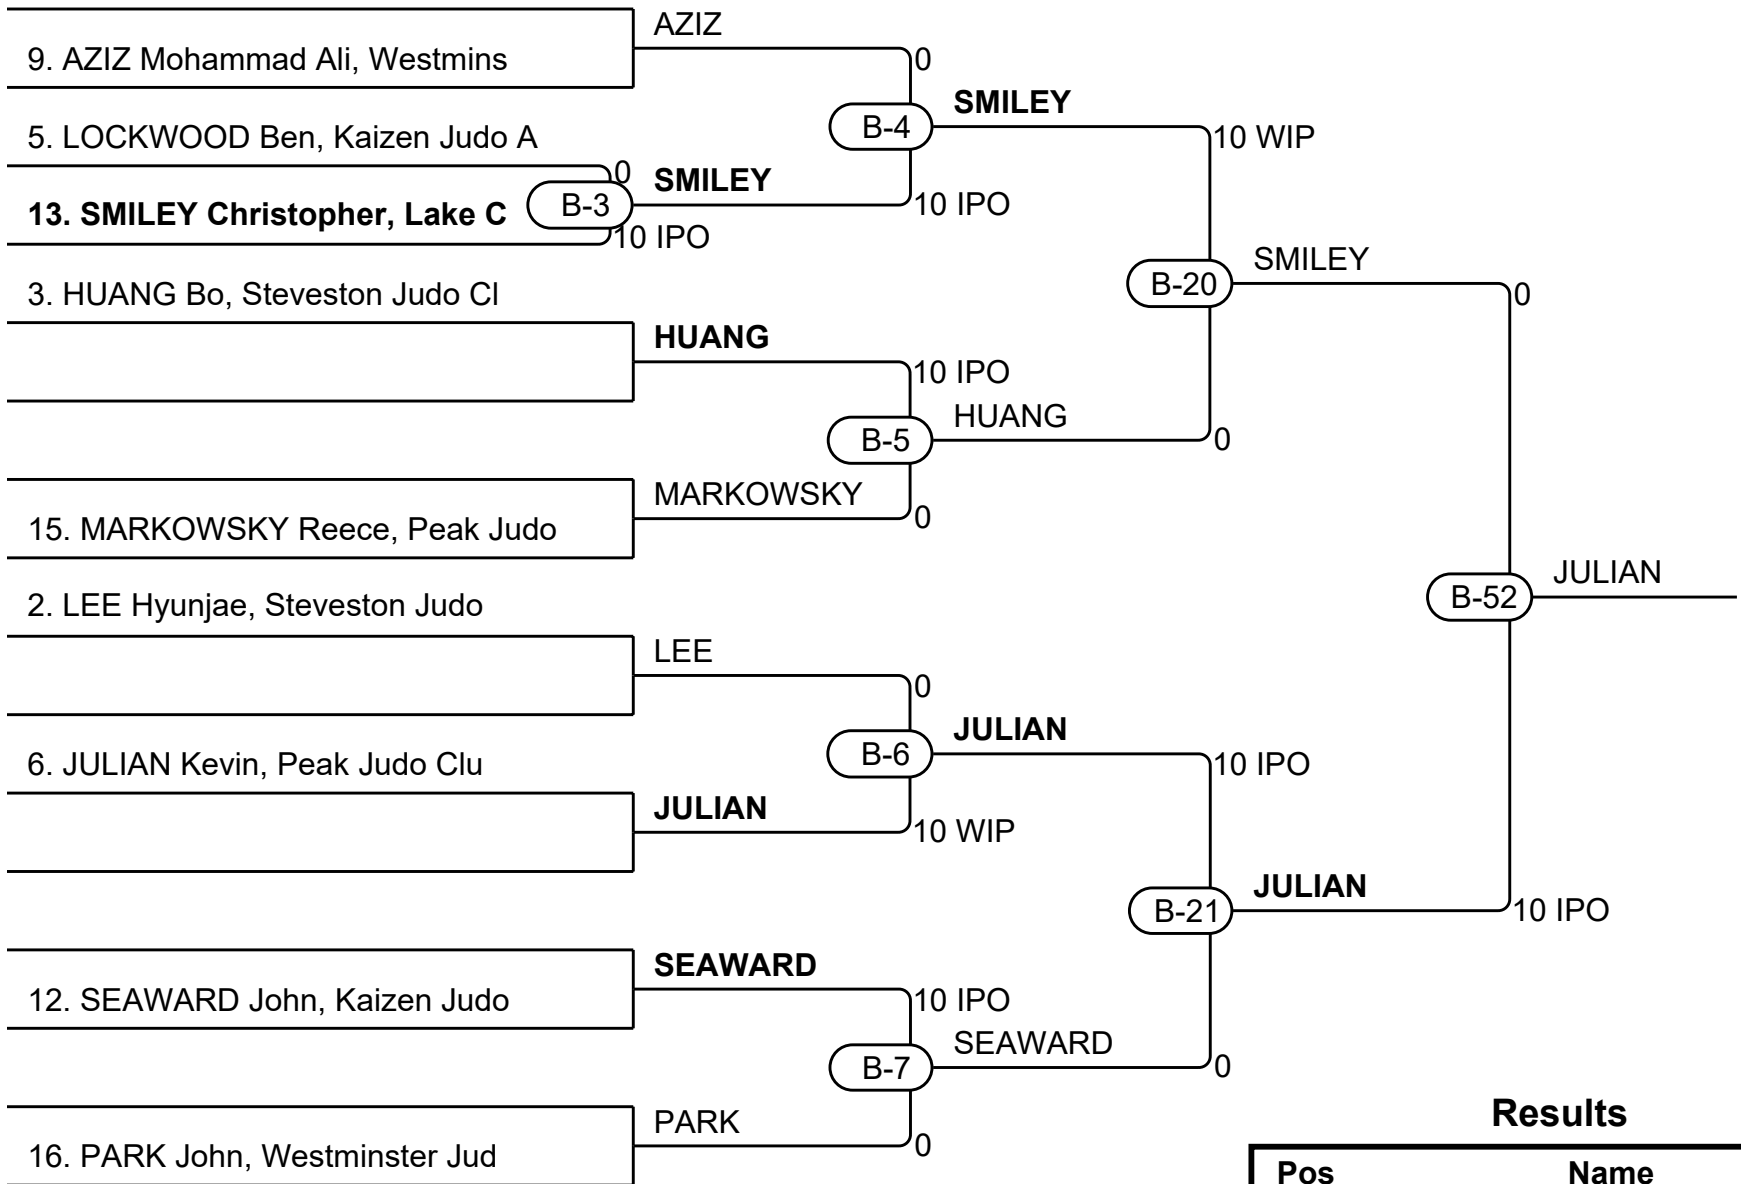 AZIZ
9. AZIZ Mohammad Ali, Westmins
0
SMILEY
B-4
10 WIP
5. LOCKWOOD Ben, Kaizen Judo A
0
SMILEY
13. SMILEY Christopher, Lake C
B-3
10 IPO
10 IPO
SMILEY
B-20
0
3. HUANG Bo, Steveston Judo Cl
HUANG
10 IPO
HUANG
B-5
0
MARKOWSKY
0
15. MARKOWSKY Reece, Peak Judo
JULIAN
B-52
2. LEE Hyunjae, Steveston Judo
LEE
0
JULIAN
B-6
10 IPO
6. JULIAN Kevin, Peak Judo Clu
JULIAN
10 WIP
JULIAN
B-21
10 IPO
SEAWARD
12. SEAWARD John, Kaizen Judo
10 IPO
SEAWARD
B-7
0
PARK
0
16. PARK John, Westminster Jud
Results
Pos Name